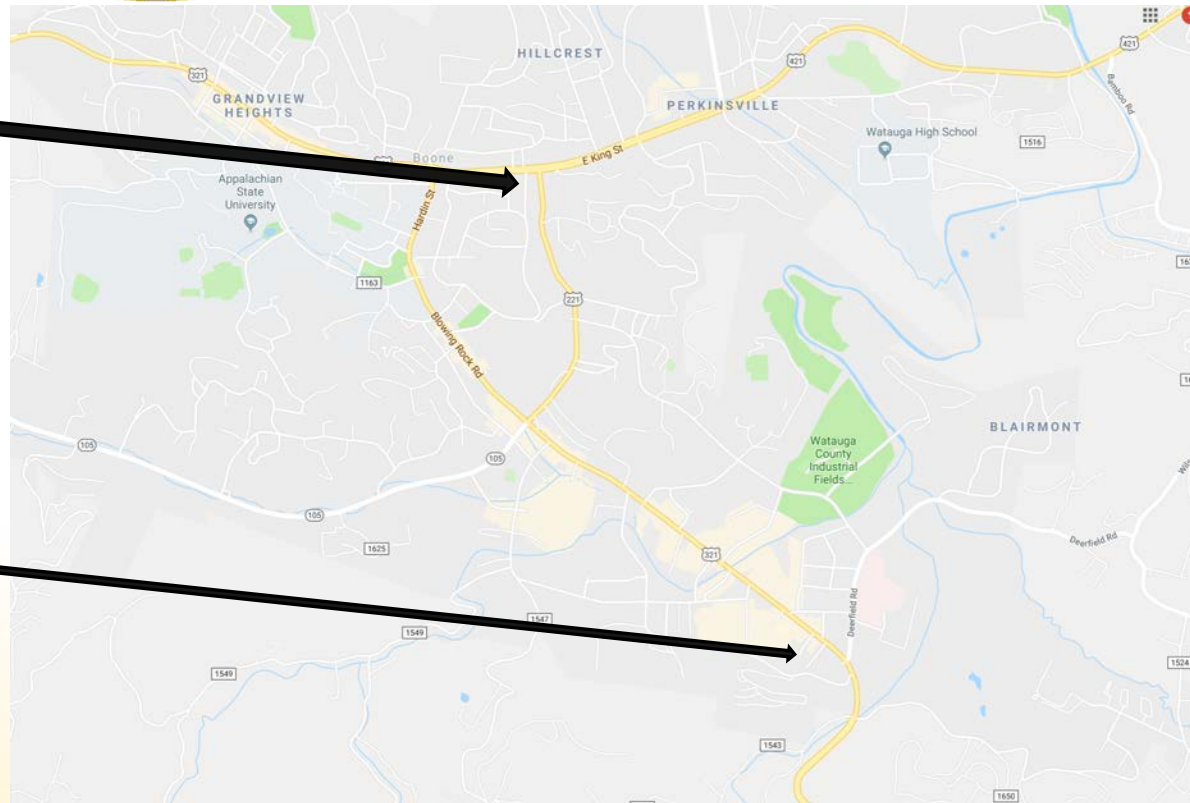 HILLCREST
421
421
321
GRANDVIEW
HEIGHTS
PERKINSVILLE
Bamboo Rd
Watauga High School
1516
E King St
Boone
Appalachian
State
University
Hardin St
1163
221
Blowing Rock Rd
105
105
105
Watauga
County
Industrial
Fields...
BLAIRMONT
1625
321
Deerfield Rd
Deerfield Rd
1547
1549
1549
1524
1543
1650